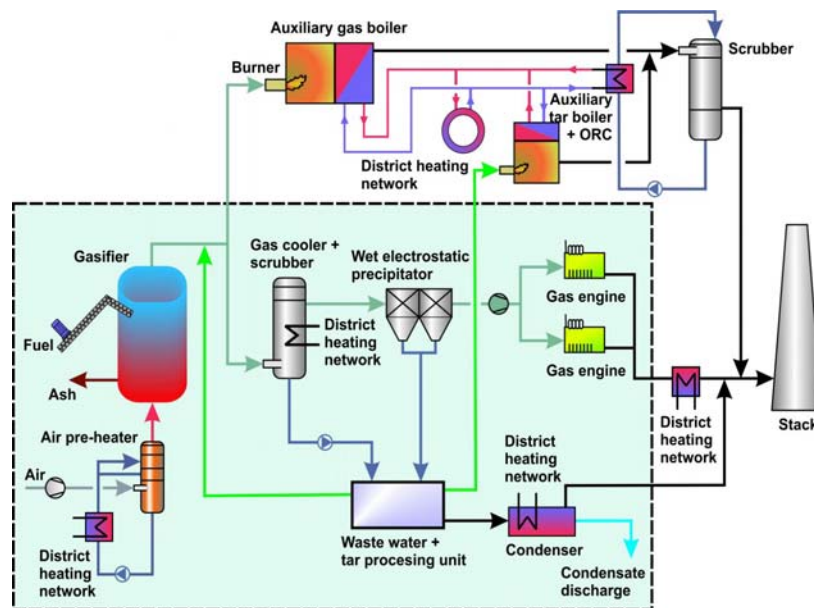 Auxiliary gas boiler
Burner
Scrubber
Auxiliary
tar boiler
+ ORC
District heating
network
Gasifier
Gas cooler +
scrubber
Wet electrostatic
precipitator
Gas engine
District
heating
network
Fuel
Gas engine
Ash
Air pre-heater
District
heating
network
Stack
District
heating
network
Air
Waste water +
tar procesing unit
Condenser
District
heating
network
Condensate
discharge